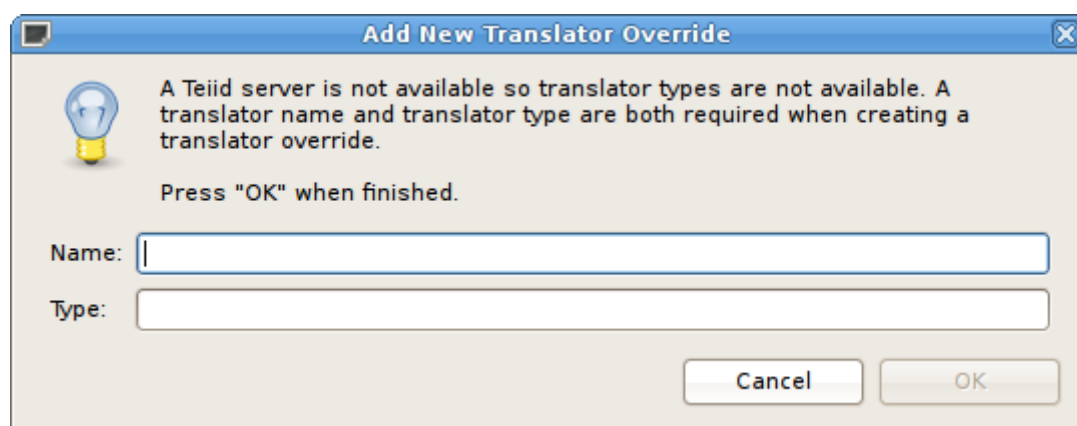 Add New Translator Override
A Teiid server is not available so translator types are not available. A
translator name and translator type are both required when creating a
translator override.
Press "OK" when finished.
Name:
Type:
Cancel OK